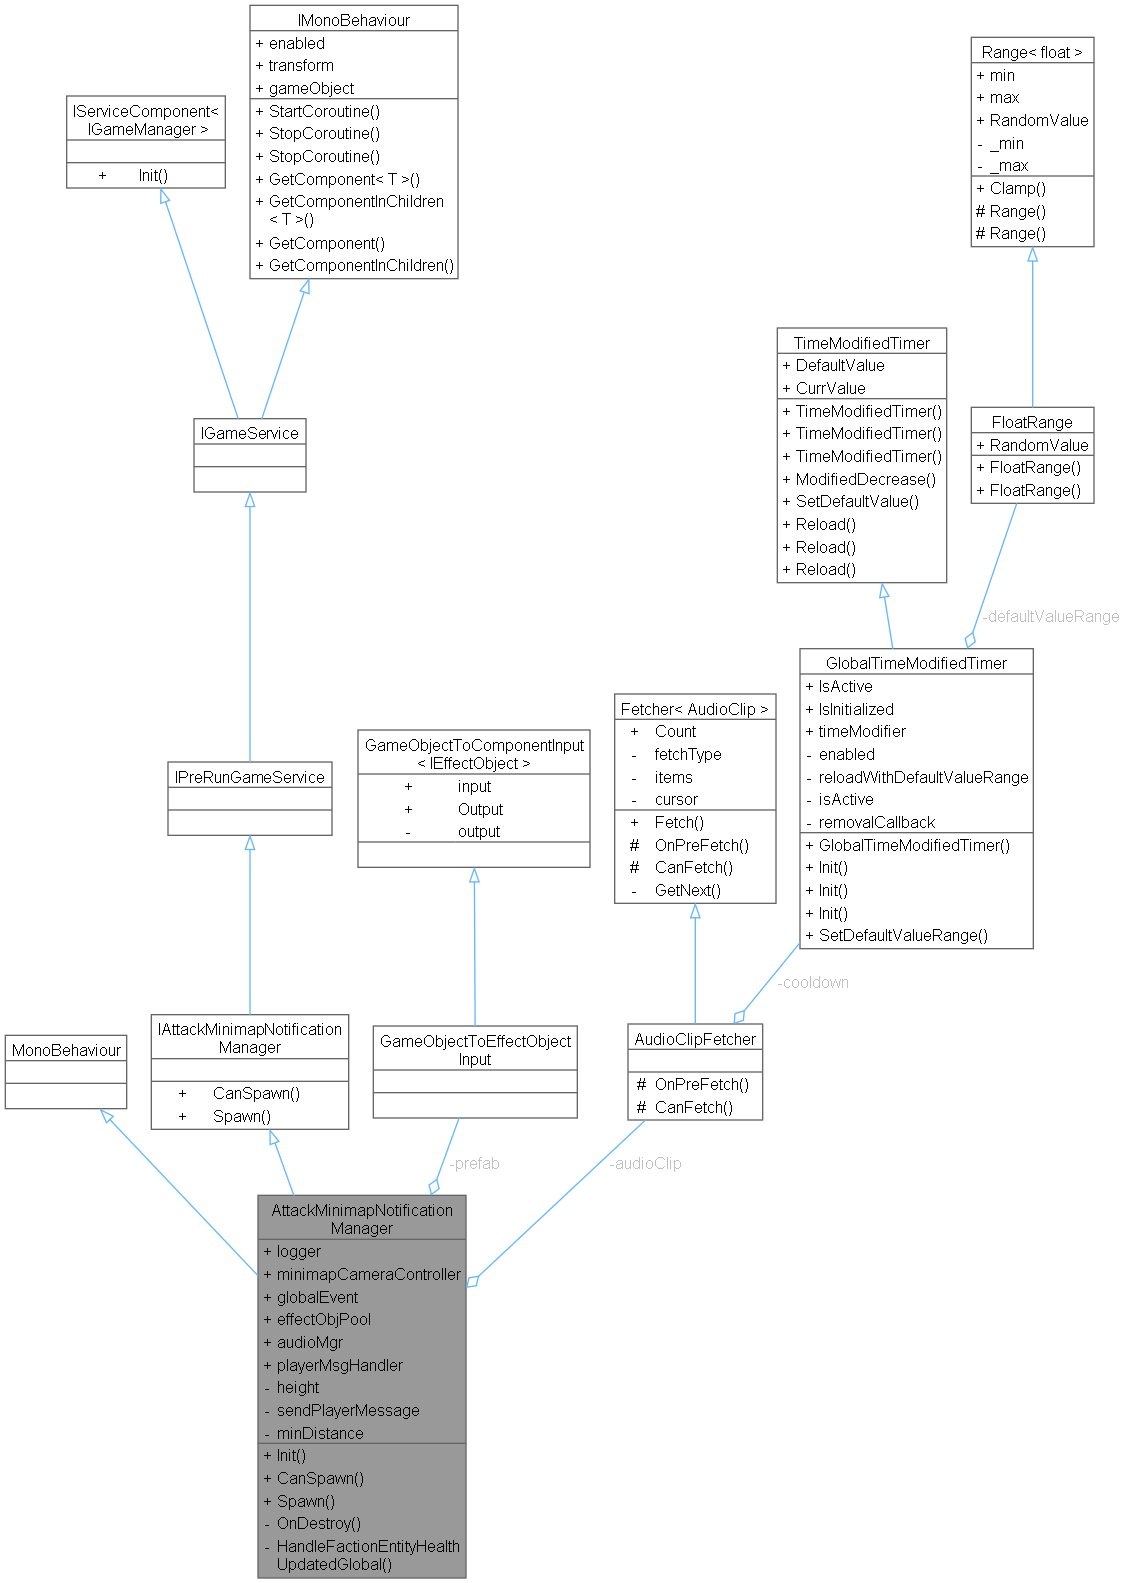 IMonoBehaviour
+ enabled
+ transform
+ gameObject
+ StartCoroutine()
+ StopCoroutine()
+ StopCoroutine()
+ GetComponent< T >()
+ GetComponentInChildren
< T >()
+ GetComponent()
+ GetComponentInChildren()
IServiceComponent<
IGameManager >
+ Init()
Range< float >
+ min
+ max
+ RandomValue
- _min
- _max
+ Clamp()
# Range()
# Range()
TimeModifiedTimer
+ DefaultValue
+ CurrValue
+ TimeModifiedTimer()
+ TimeModifiedTimer()
+ TimeModifiedTimer()
+ ModifiedDecrease()
+ SetDefaultValue()
+ Reload()
+ Reload()
+ Reload()
FloatRange
+ RandomValue
+ FloatRange()
+ FloatRange()
IGameService
-defaultValueRange
GlobalTimeModifiedTimer
+ IsActive
+ IsInitialized
+ timeModifier
- enabled
- reloadWithDefaultValueRange
- isActive
- removalCallback
+ GlobalTimeModifiedTimer()
+ Init()
+ Init()
+ Init()
+ SetDefaultValueRange()
Fetcher< AudioClip >
+ Count
- fetchType
- items
- cursor
+ Fetch()
# OnPreFetch()
# CanFetch()
- GetNext()
GameObjectToComponentInput
< IEffectObject >
+ input
+ Output
- output
IPreRunGameService
-cooldown
MonoBehaviour
IAttackMinimapNotification
Manager
+ CanSpawn()
+ Spawn()
GameObjectToEffectObject
Input
AudioClipFetcher
# OnPreFetch()
# CanFetch()
-prefab
-audioClip
AttackMinimapNotification
Manager
+ logger
+ minimapCameraController
+ globalEvent
+ effectObjPool
+ audioMgr
+ playerMsgHandler
- height
- sendPlayerMessage
- minDistance
+ Init()
+ CanSpawn()
+ Spawn()
- OnDestroy()
- HandleFactionEntityHealth
UpdatedGlobal()